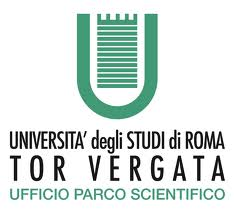 UNIVERSITA' degli STUDI di ROMA
TOR VERGATA
UFFICIO PARCO SCIENTIFICO